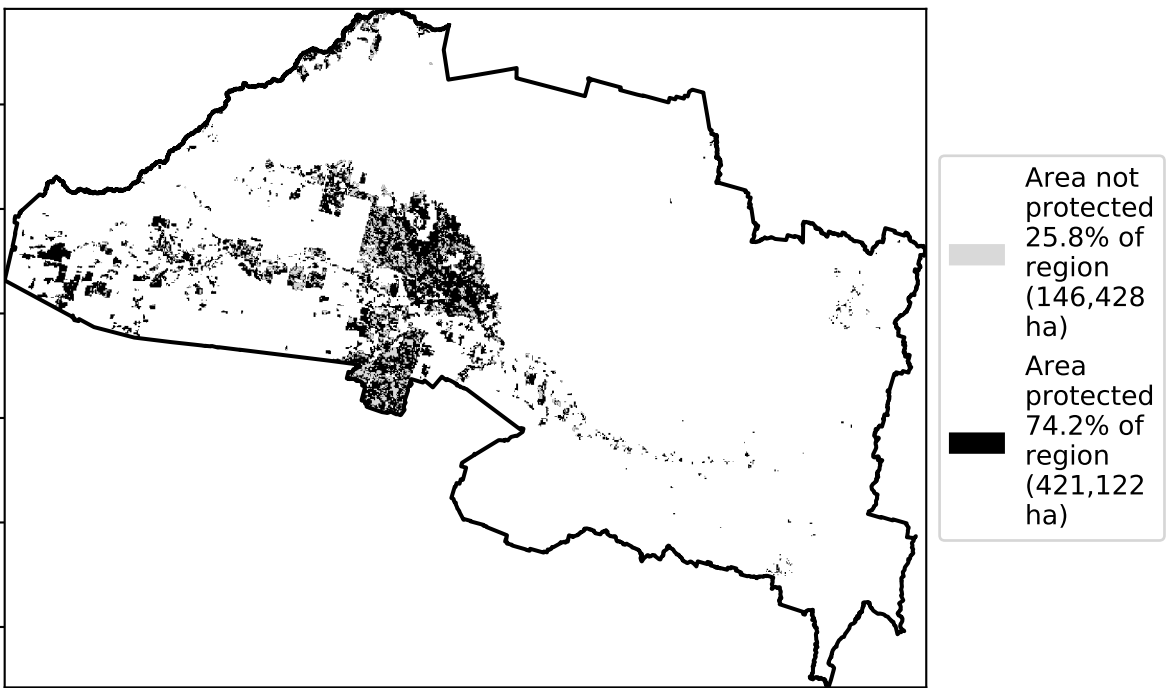 Area not
protected
25.8% of
region
(146,428
ha)
Area
protected
74.2% of
region
(421,122
ha)